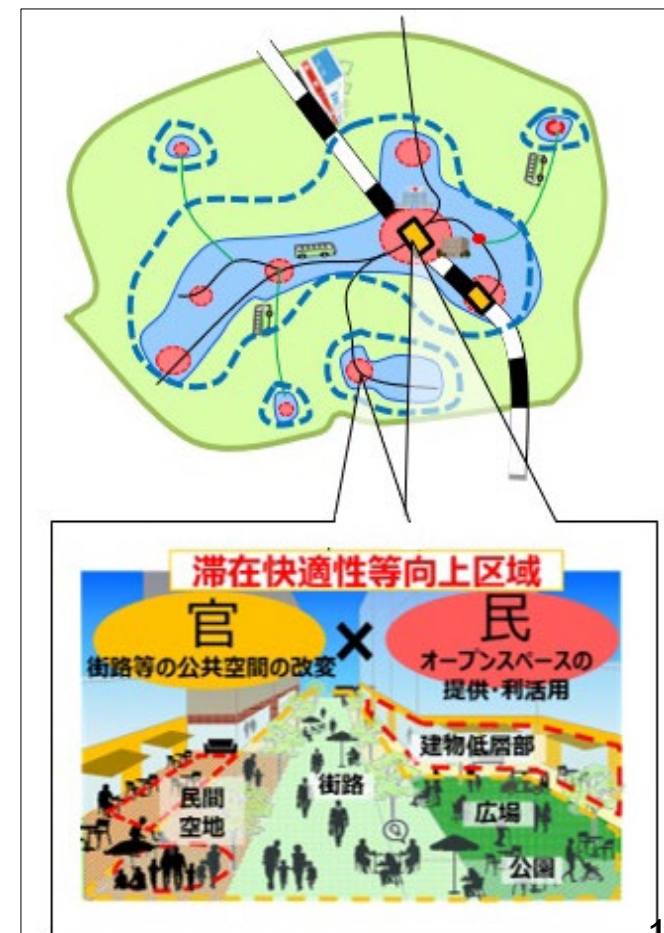 滞在快適性等向上区域
官
街路等の公共空間の改変
×
民
オープンスペースの
提供・利活用
建物低層部
街路
民間
空地
広場
公園
1